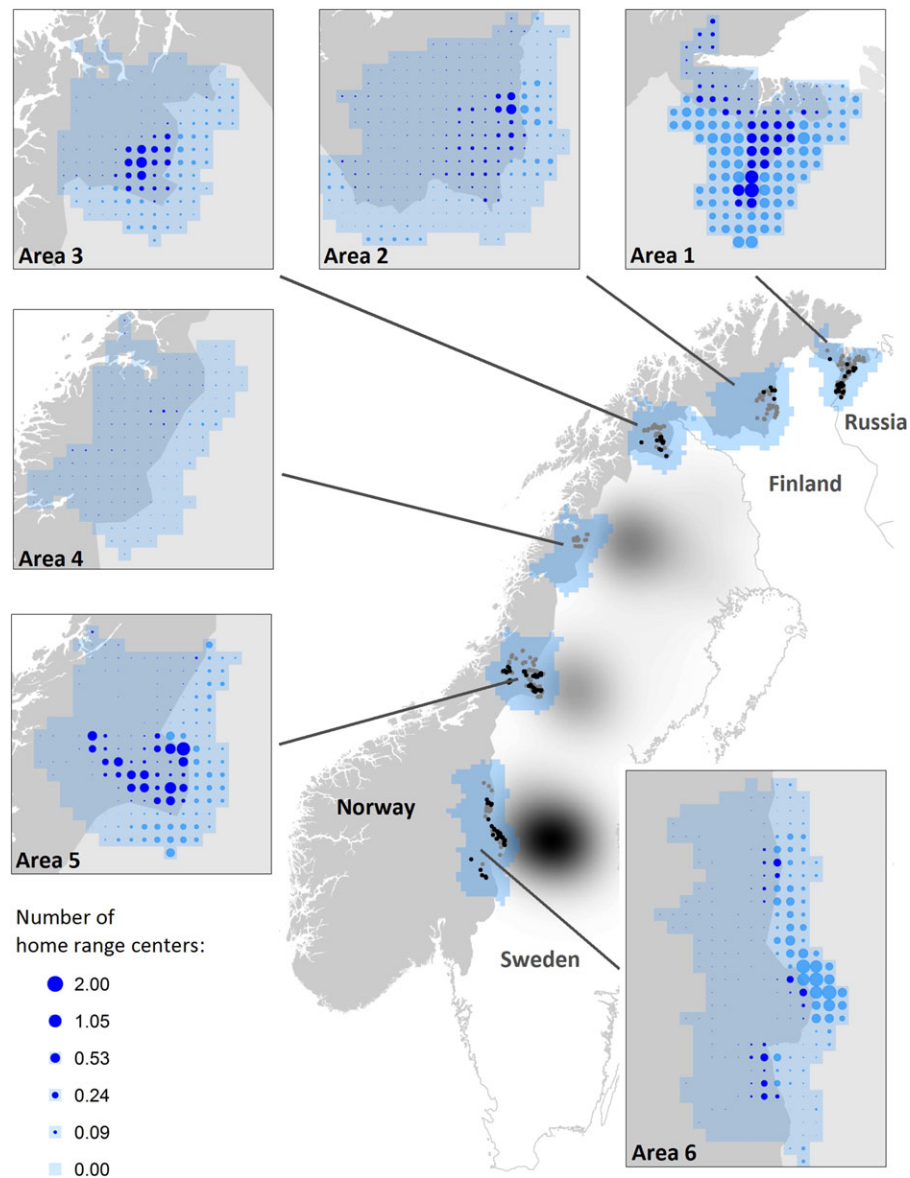 Area 3
Area 2
Area 1
Area 4
Russia
Finland
Area 5
Norway
Sweden
Area 6
Number of
home range centers:
2.00
1.05
0.53
0.24
0.09
0.00